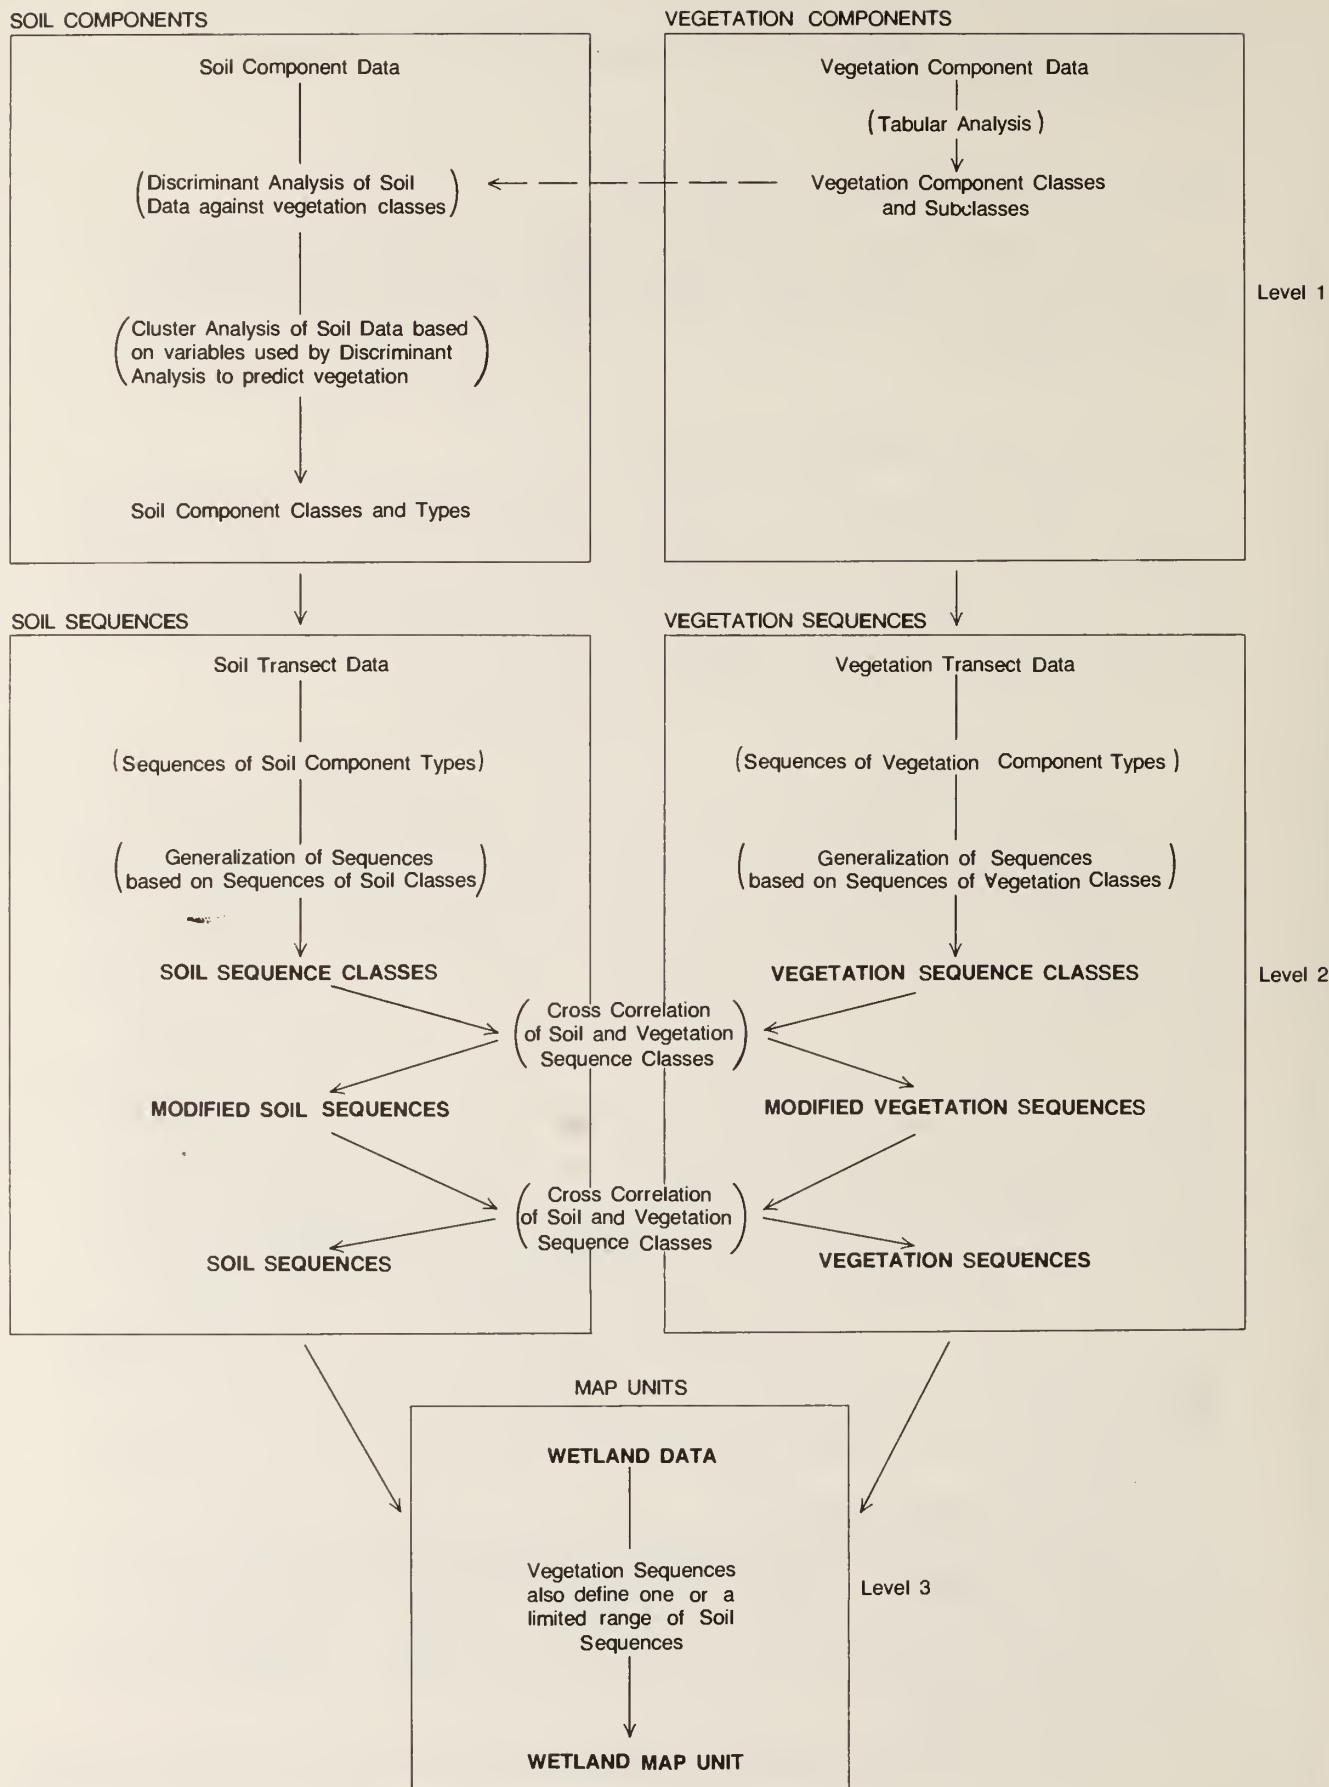 SOIL COMPONENTS
Soil Component Data
(Discriminant Analysis of Soil
Data against vegetation classes)
(Cluster Analysis of Soil Data based
on variables used by Discriminant
Analysis to predict vegetation)
Soil Component Classes and Types
VEGETATION COMPONENTS
Vegetation Component Data
(Tabular Analysis)
Vegetation Component Classes
and Subclasses
Level 1
SOIL SEQUENCES
Soil Transect Data
(Sequences of Soil Component Types)
(Generalization of Sequences
based on Sequences of Soil Classes)
SOIL SEQUENCE CLASSES
VEGETATION SEQUENCES
Vegetation Transect Data
(Sequences of Vegetation Component Types)
(Generalization of Sequences
based on Sequences of Vegetation Classes)
VEGETATION SEQUENCE CLASSES
Level 2
(Cross Correlation
of Soil and Vegetation
Sequence Classes)
MODIFIED SOIL SEQUENCES
MODIFIED VEGETATION SEQUENCES
(Cross Correlation
of Soil and Vegetation
Sequence Classes)
SOIL SEQUENCES
VEGETATION SEQUENCES
MAP UNITS
WETLAND DATA
Vegetation Sequences
also define one or a
limited range of Soil
Sequences
Level 3
WETLAND MAP UNIT